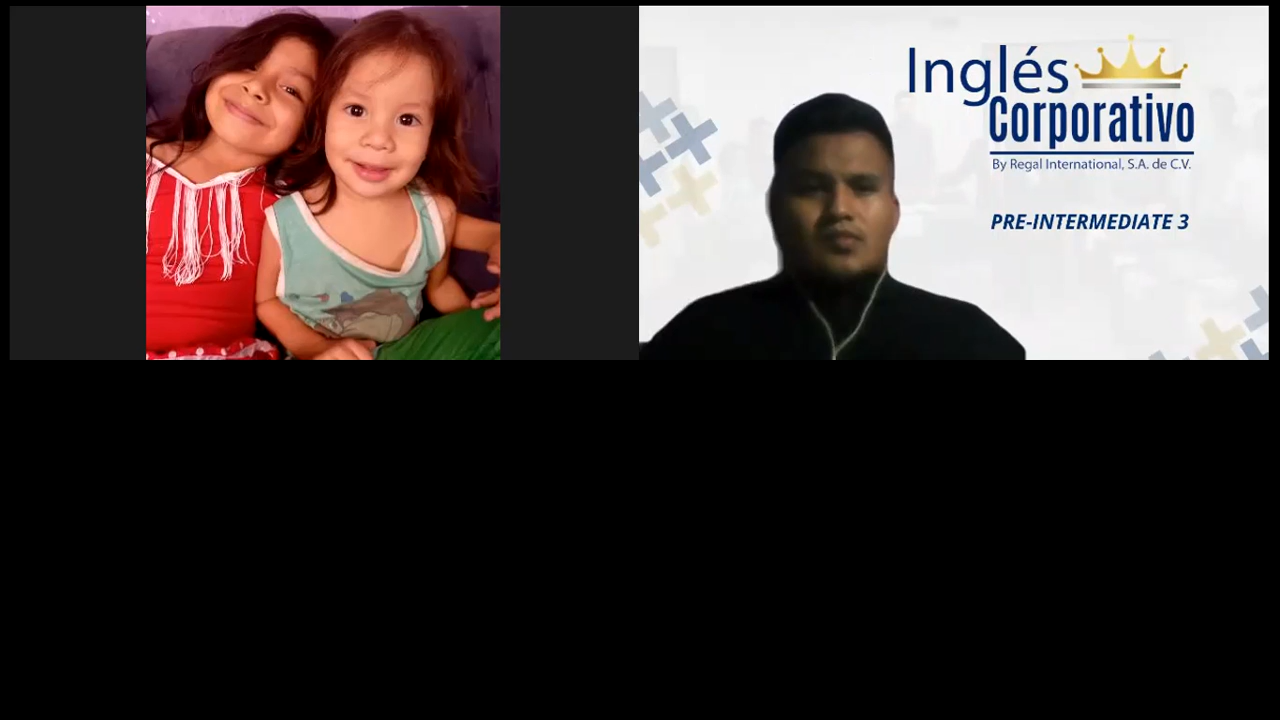 Inglés
Corporativo
By Regal International, S.A. de C.V.
PRE-INTERMEDIATE 3